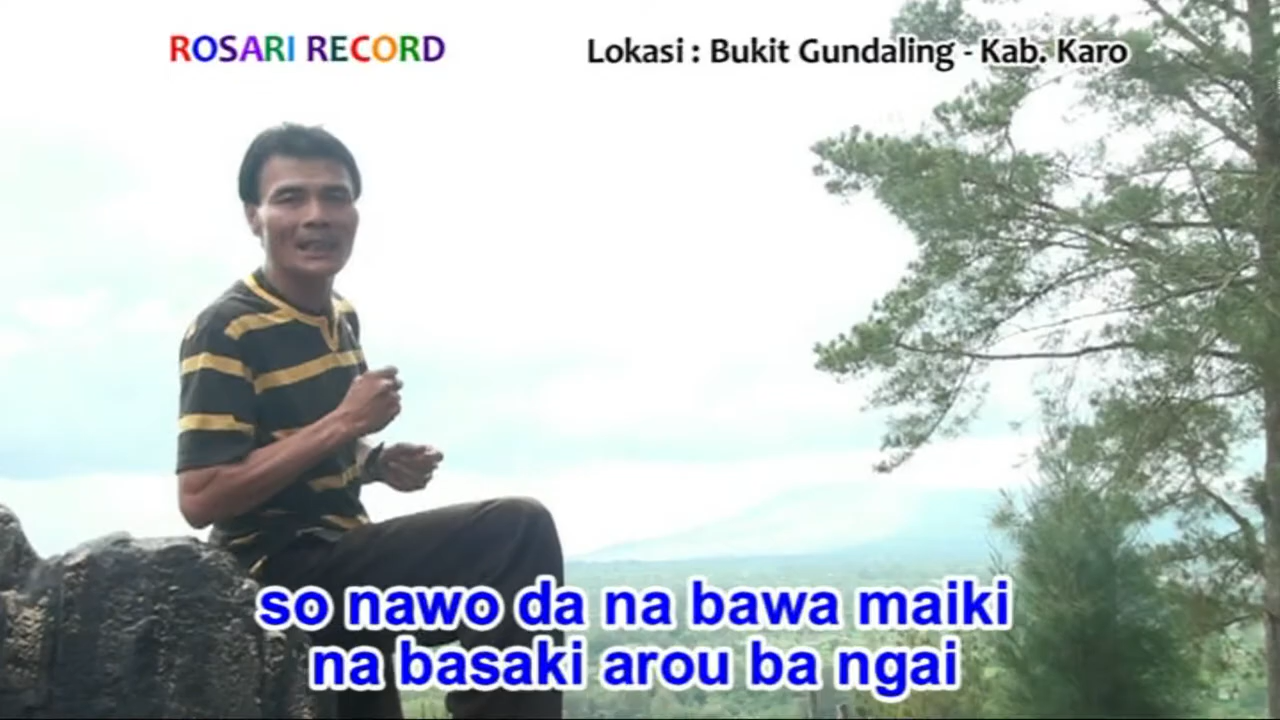 ROSARI RECORD
Lokasi : Bukit Gundaling - Kab. Karo
so nawo da na bawa maiki
na basaki arou ba ngai